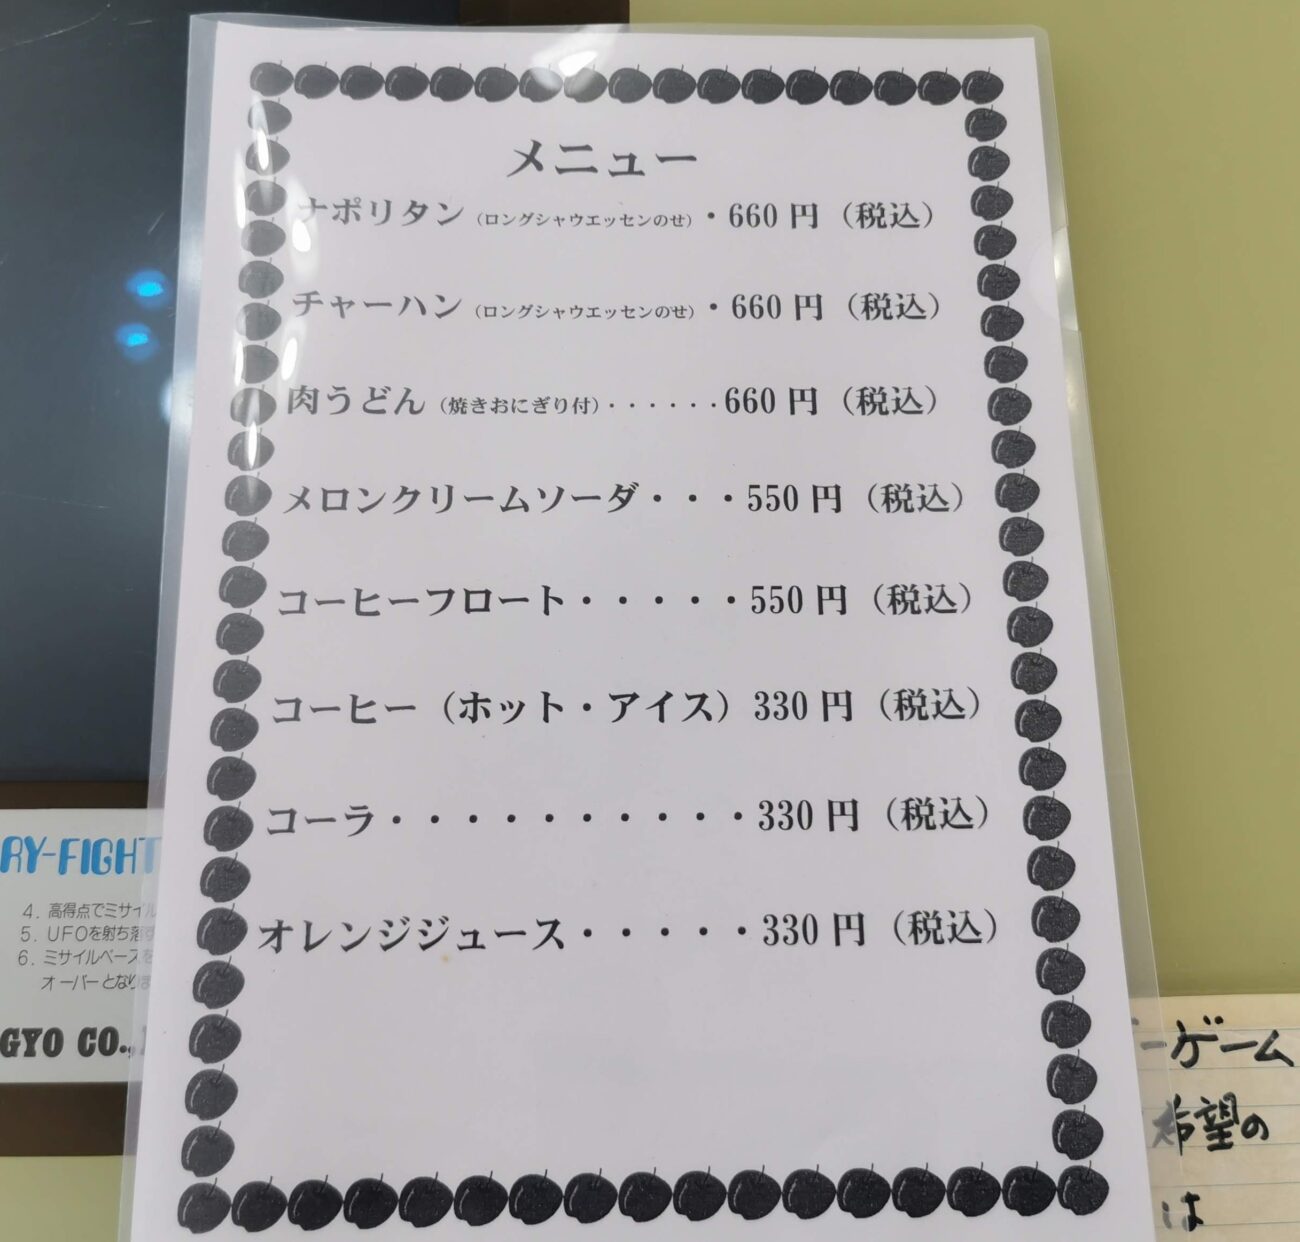 メニュー
ナポリタン（ロングシャウエッセンのせ）・660円（税込）
チャーハン（ロングシャウエッセンのせ）・660円（税込）
肉うどん（焼きおにぎり付）・・・・・・660円（税込）
メロンクリームソーダ・・・550円（税込）
コーヒーフロート・・・・・550円（税込）
コーヒー（ホット・アイス）330円（税込）
コーラ・・・・・・・・・・330円（税込）
オレンジジュース・・・・・330円（税込）
RY-FIGHT
4. 高得点でミサイル
5. UFOを射ち落す
6. ミサイルベースを
オーバーとなりま
GYO CO.,
ーゲーム
希望の
は